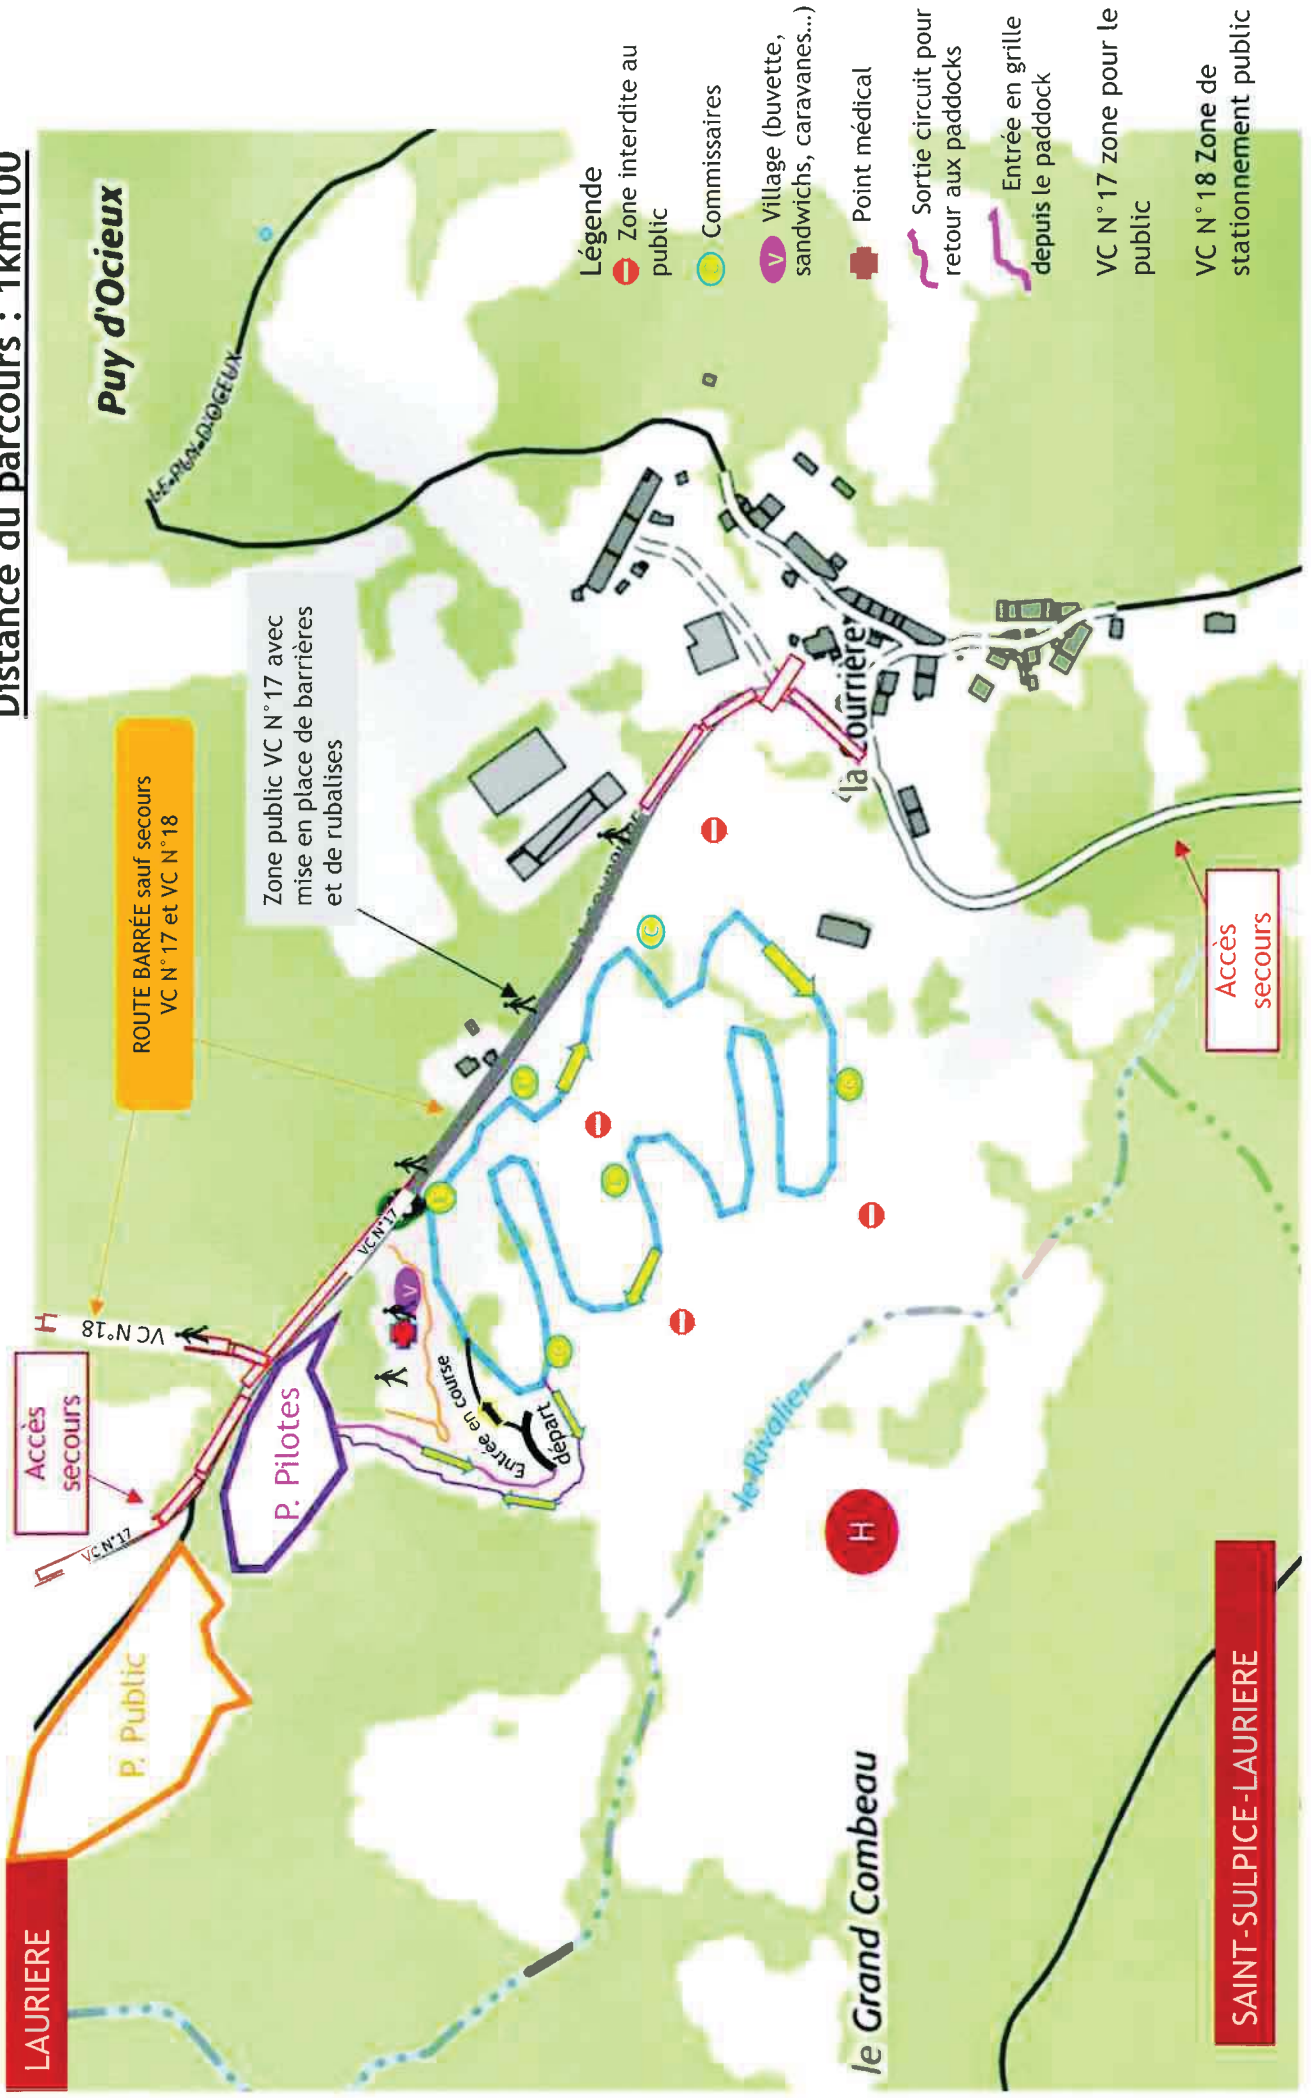 Distance du parcours : 1km100
LAURIERE
P. Public
VC N°17
Accès
secours
P. Pilotes
VC N°18
H
ROUTE BARRÉE sauf secours
VC N°17 et VC N°18
Zone public VC N°17 avec
mise en place de barrières
et de rubalises
Puy d'Ocieux
VC N°17
V
Entrée en course
départ
C
C
C
C
C
C
C
la
le Rivalier
H
le Grand Combeau
SAINT-SULPICE-LAURIERE
Accès
secours
Légende
Zone interdite au
public
C
Commissaires
V
Village (buvette,
sandwichs, caravanes...)
Point médical
Sortie circuit pour
retour aux paddocks
Entrée en grille
depuis le paddock
VC N°17 zone pour le
public
VC N°18 Zone de
stationnement public